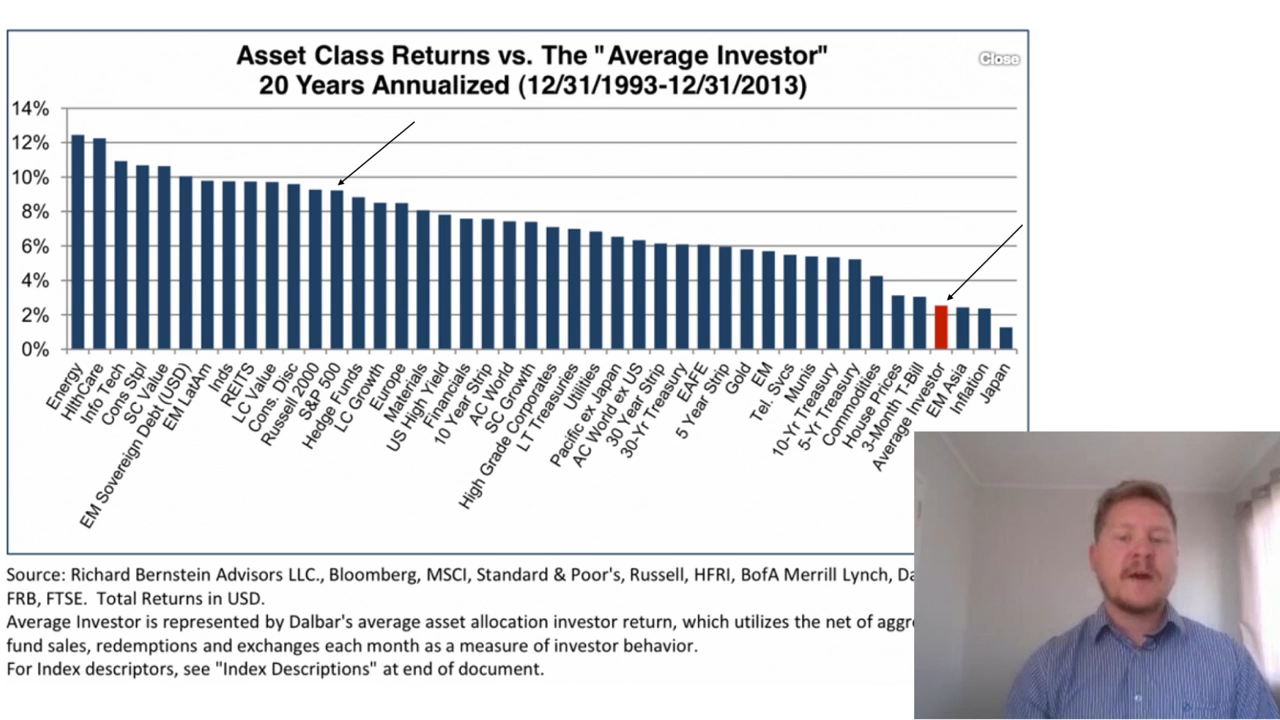 Asset Class Returns vs. The "Average Investor"
20 Years Annualized (12/31/1993-12/31/2013)
Close
14%
12%
10%
8%
6%
4%
2%
0%
Energy
HlthCare
Info Tech
Cons Stpl
SC Value
EM Sovereign Debt (USD)
EM LatAm
Inds
REITS
LC Value
Cons. Disc
Russell 2000
S&P 500
Hedge Funds
LC Growth
Europe
Materials
US High Yield
Financials
10 Year Strip
AC World
SC Growth
High Grade Corporates
LT Treasuries
Utilities
Pacific ex Japan
AC World ex US
30 Year Strip
30-Yr Treasury
EAFE
5 Year Strip
Gold
EM
Tel. Svcs
Munis
10-Yr Treasury
5-Yr Treasury
Commodities
House Prices
3-Month T-Bill
Average Investor
EM Asia
Inflation
Japan
Source: Richard Bernstein Advisors LLC., Bloomberg, MSCI, Standard & Poor's, Russell, HFRI, BofA Merrill Lynch,
FRB, FTSE. Total Returns in USD.
Average Investor is represented by Dalbar's average asset allocation investor return, which utilizes the net of
fund sales, redemptions and exchanges each month as a measure of investor behavior.
For Index descriptors, see "Index Descriptions" at end of document.